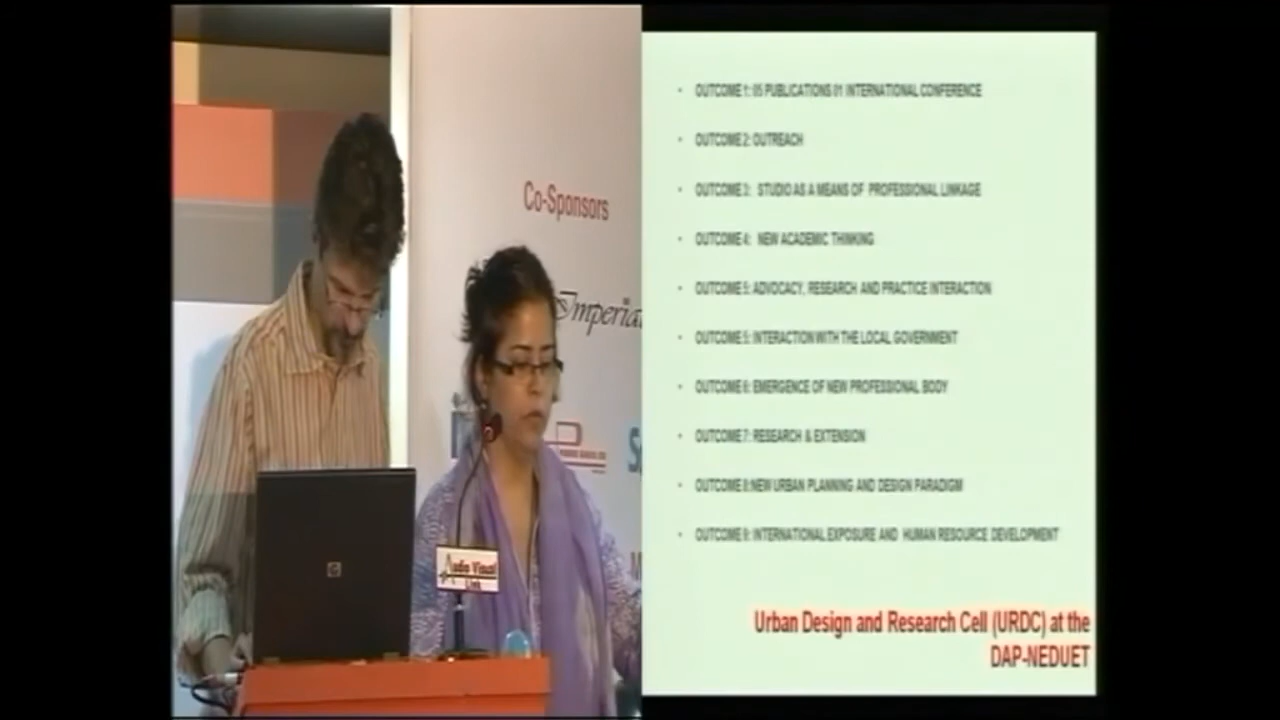 Co-Sponsors
Imperia
Audio Visual
Link
OUTCOME 1: 05 PUBLICATIONS 01 INTERNATIONAL CONFERENCE
OUTCOME 2: OUTREACH
OUTCOME 3: STUDIO AS A MEANS OF PROFESSIONAL LINKAGE
OUTCOME 4: NEW ACADEMIC THINKING
OUTCOME 5: ADVOCACY, RESEARCH AND PRACTICE INTERACTION
OUTCOME 5: INTERACTION WITH THE LOCAL GOVERNMENT
OUTCOME 6: EMERGENCE OF NEW PROFESSIONAL BODY
OUTCOME 7: RESEARCH & EXTENSION
OUTCOME 8:NEW URBAN PLANNING AND DESIGN PARADIGM
OUTCOME 9: INTERNATIONAL EXPOSURE AND HUMAN RESOURCE DEVELOPMENT
Urban Design and Research Cell (URDC) at the
DAP-NEDUET